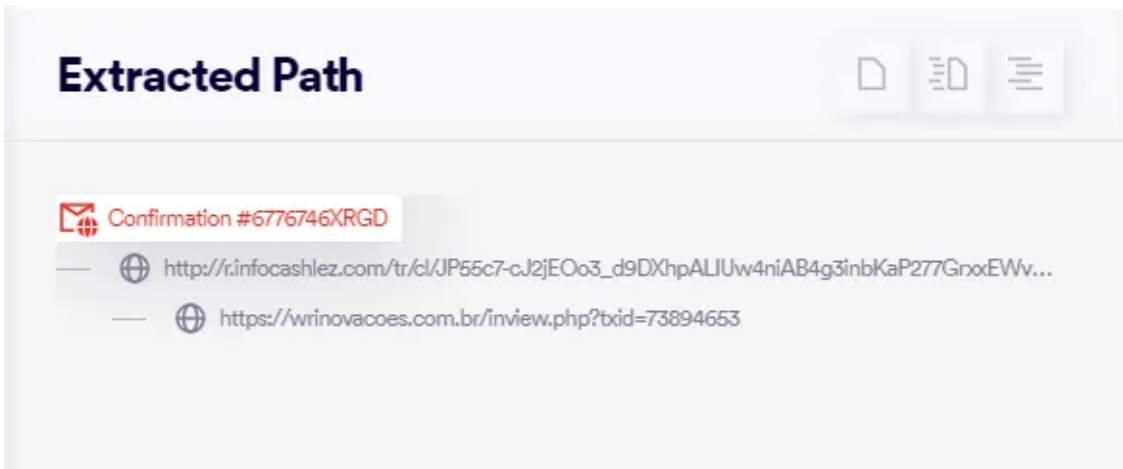 Extracted Path
Confirmation #6776746XRGD
http://r.infocashlez.com/tr/cl/JP55c7-cJ2jEOo3_d9DXhpALIUw4niAB4g3inbKaP277GrxxEWv...
https://wrinovacoes.com.br/inview.php?txid=73894653